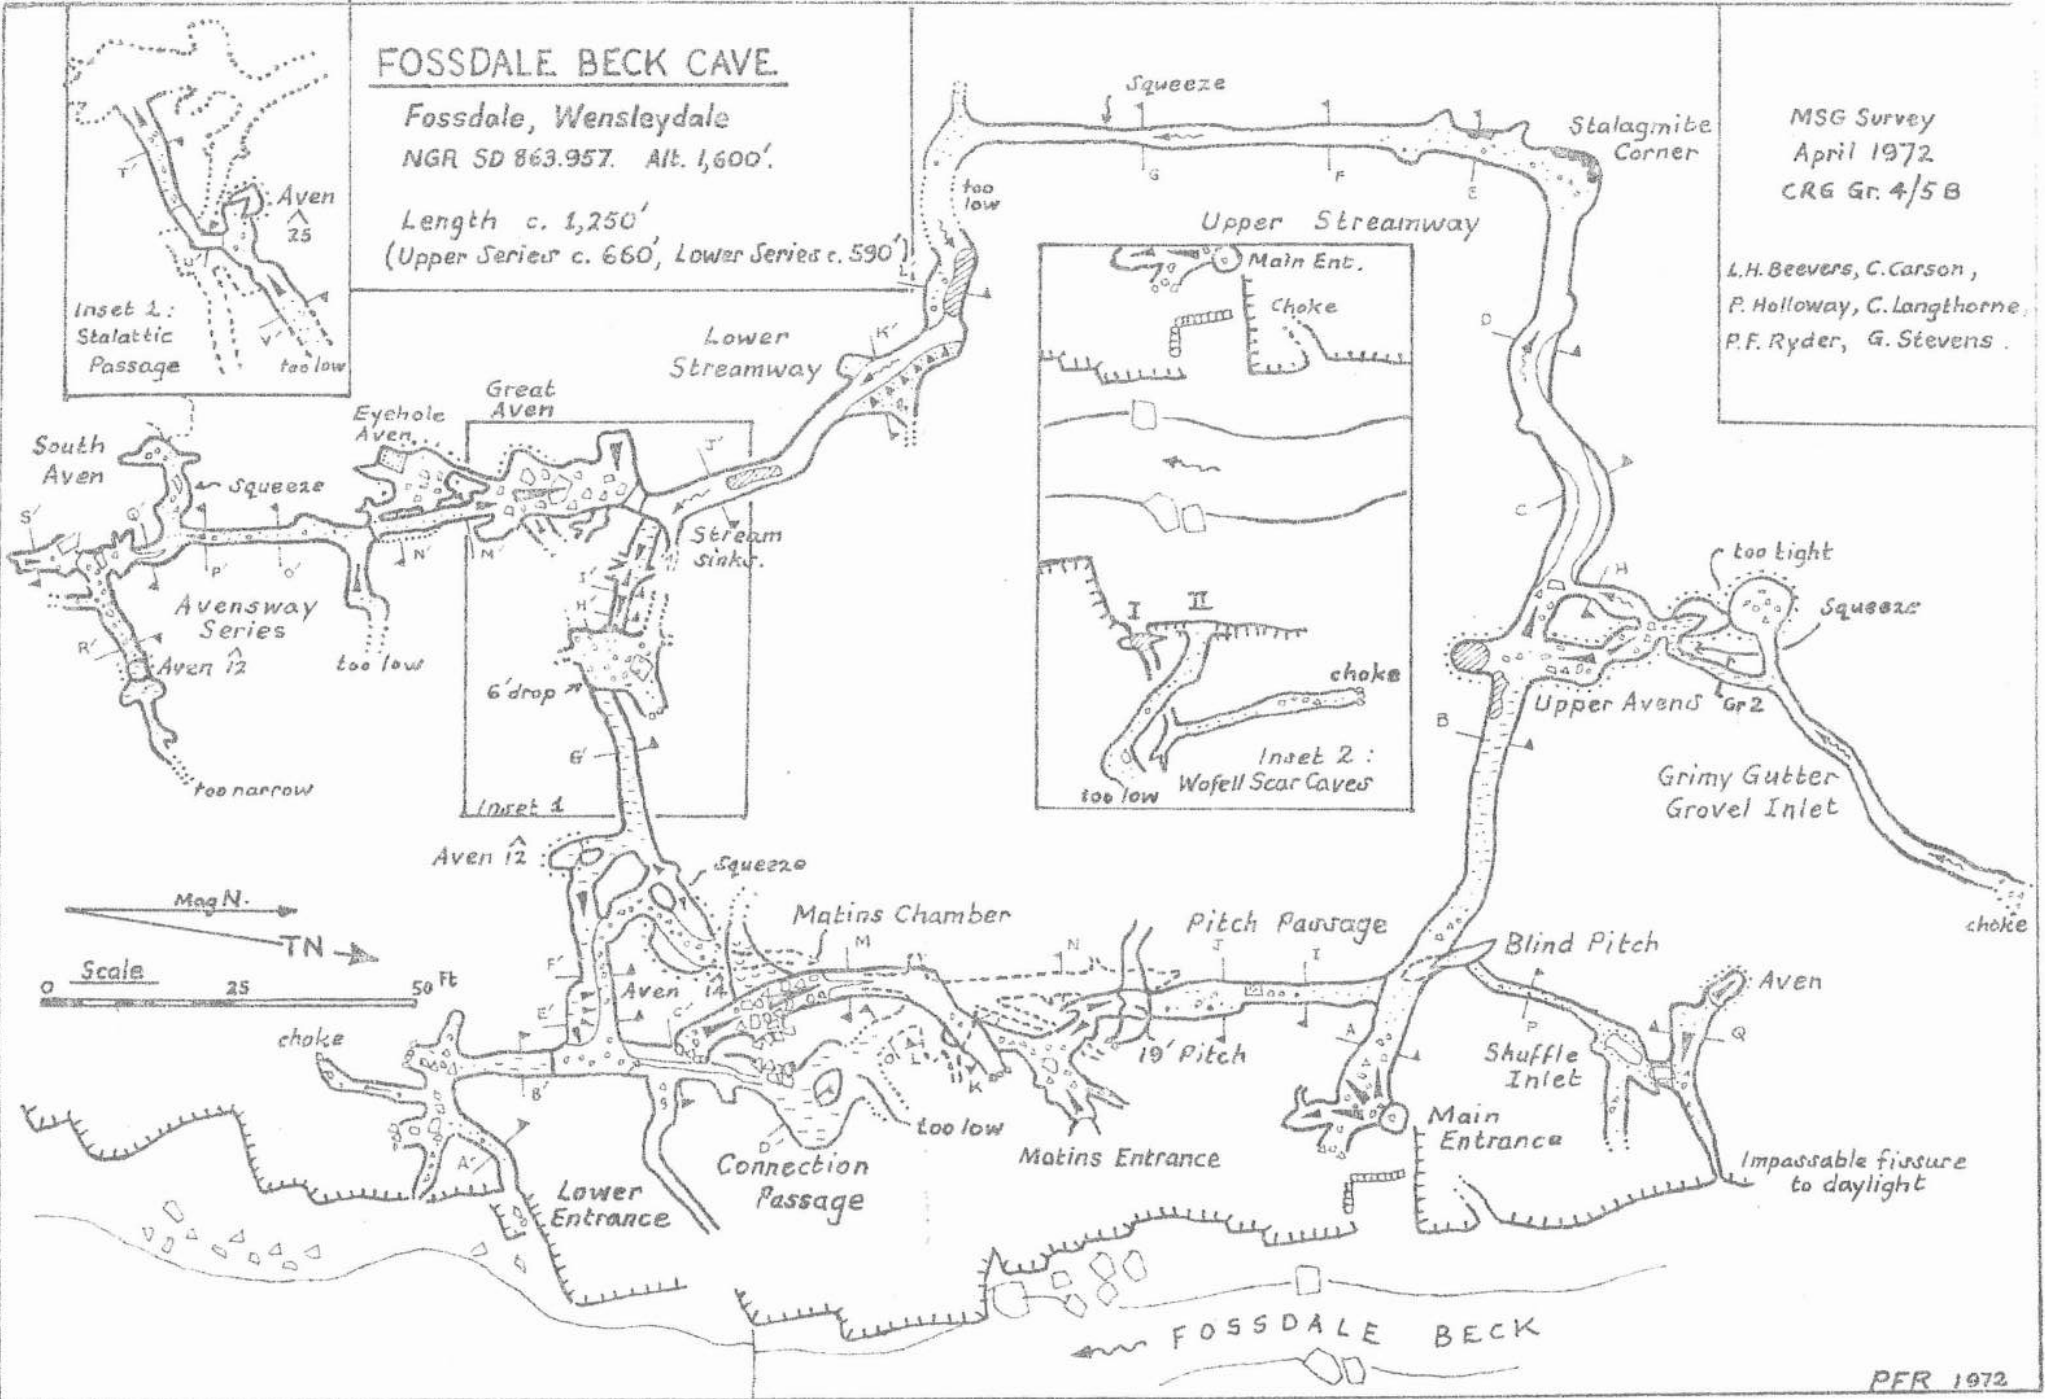 FOSSDALE BECK CAVE
Fossdale, Wensleydale
NGR SD 863.957. Alt. 1,600'.
Length c. 1,250'
(Upper Series c. 660', Lower Series c. 590')
MSG Survey
April 1972
CRG Gr. 4/5 B
L.H. Beevers, C. Carson,
P. Holloway, C. Langthorne,
P.F. Ryder, G. Stevens.
T'
U'
V'
Aven
25
Inset 1:
Stalattic
Passage
too low
Squeeze
G
F
E
Stalagmite
Corner
too
low
Upper Streamway
L'
K'
Lower
Streamway
D
C
Main Ent.
Choke
I
II
choke
too low
Inset 2:
Wofell Scar Caves
South
Aven
Squeeze
Eyehole
Aven
Great
Aven
J'
Stream
sinks.
S'
Q'
P'
O'
N'
M'
I'
H'
Avensway
Series
R'
Aven 12
too low
too narrow
6' drop
G'
Inset 1
H
too tight
Squeeze
B
Upper Avens
Gr 2
Grimy Gutter
Grovel Inlet
choke
Aven 12
Squeeze
Mag N.
TN
Scale
0
25
50 Ft
Matins Chamber
M
N
Pitch Passage
J
I
Blind Pitch
Aven
F'
E'
Aven 14
C'
L
K
19' Pitch
A
P
Q
Shuffle
Inlet
choke
B'
A'
D
too low
Connection
Passage
Matins Entrance
Main
Entrance
Impassable fissure
to daylight
Lower
Entrance
FOSSDALE BECK
PFR 1972